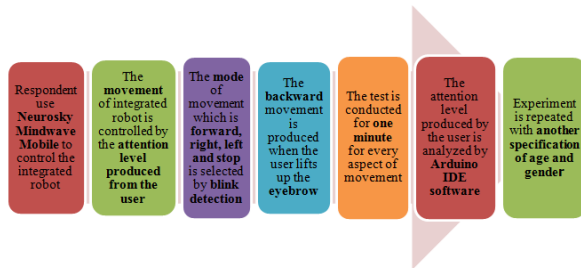 Respondent
use
Neurosky
Mindwave
Mobile to
control the
integrated
robot
The
movement
of integrated
robot is
controlled by
the attention
level
produced
from the
user
The mode
of
movement
which is
forward,
right, left
and stop
is selected
by blink
detection
The
backward
movement
is
produced
when the
user lifts
up the
eyebrow
The test is
conducted
for one
minute
for every
aspect of
movement
The
attention
level
produced by
the user is
analyzed by
Arduino
IDE
software
Experiment
is repeated
with another
specification
of age and
gender